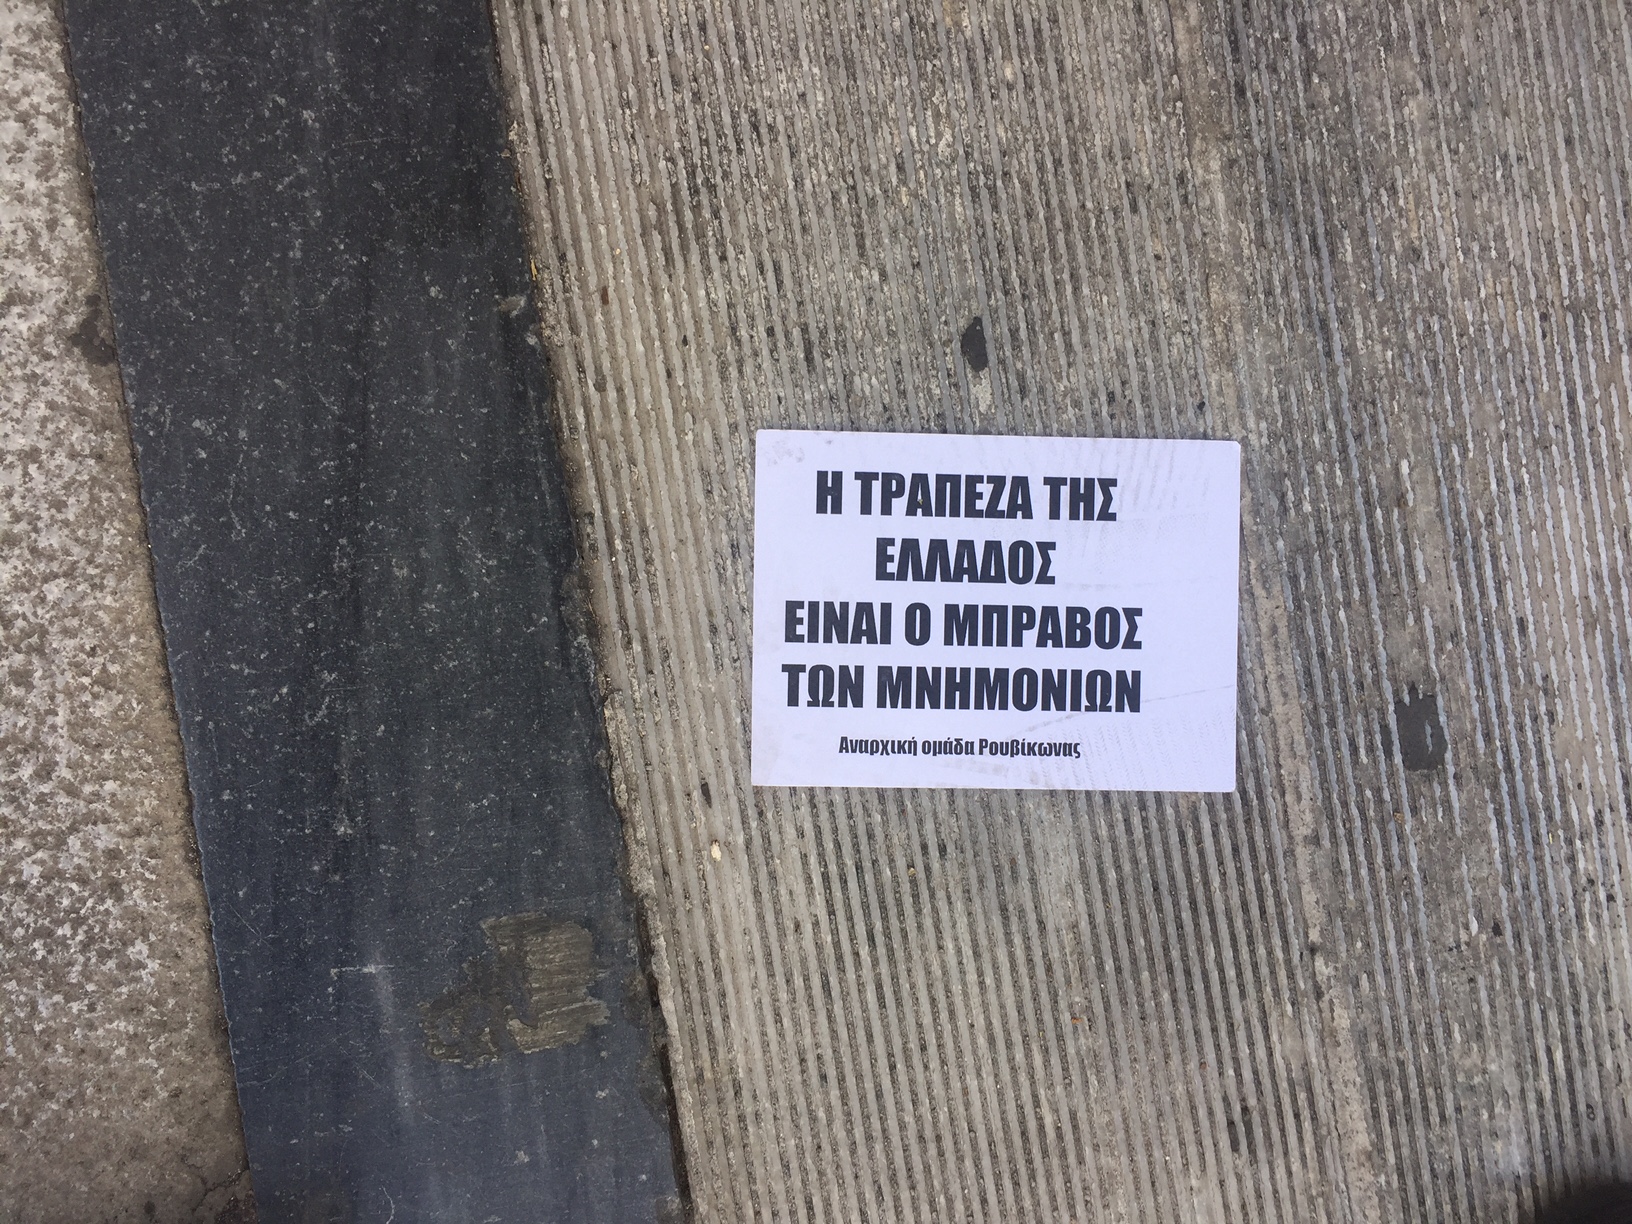 Η ΤΡΑΠΕΖΑ ΤΗΣ
ΕΛΛΑΔΟΣ
ΕΙΝΑΙ Ο ΜΠΡΑΒΟΣ
ΤΩΝ ΜΝΗΜΟΝΙΩΝ
Αναρχική ομάδα Ρουβίκωνας